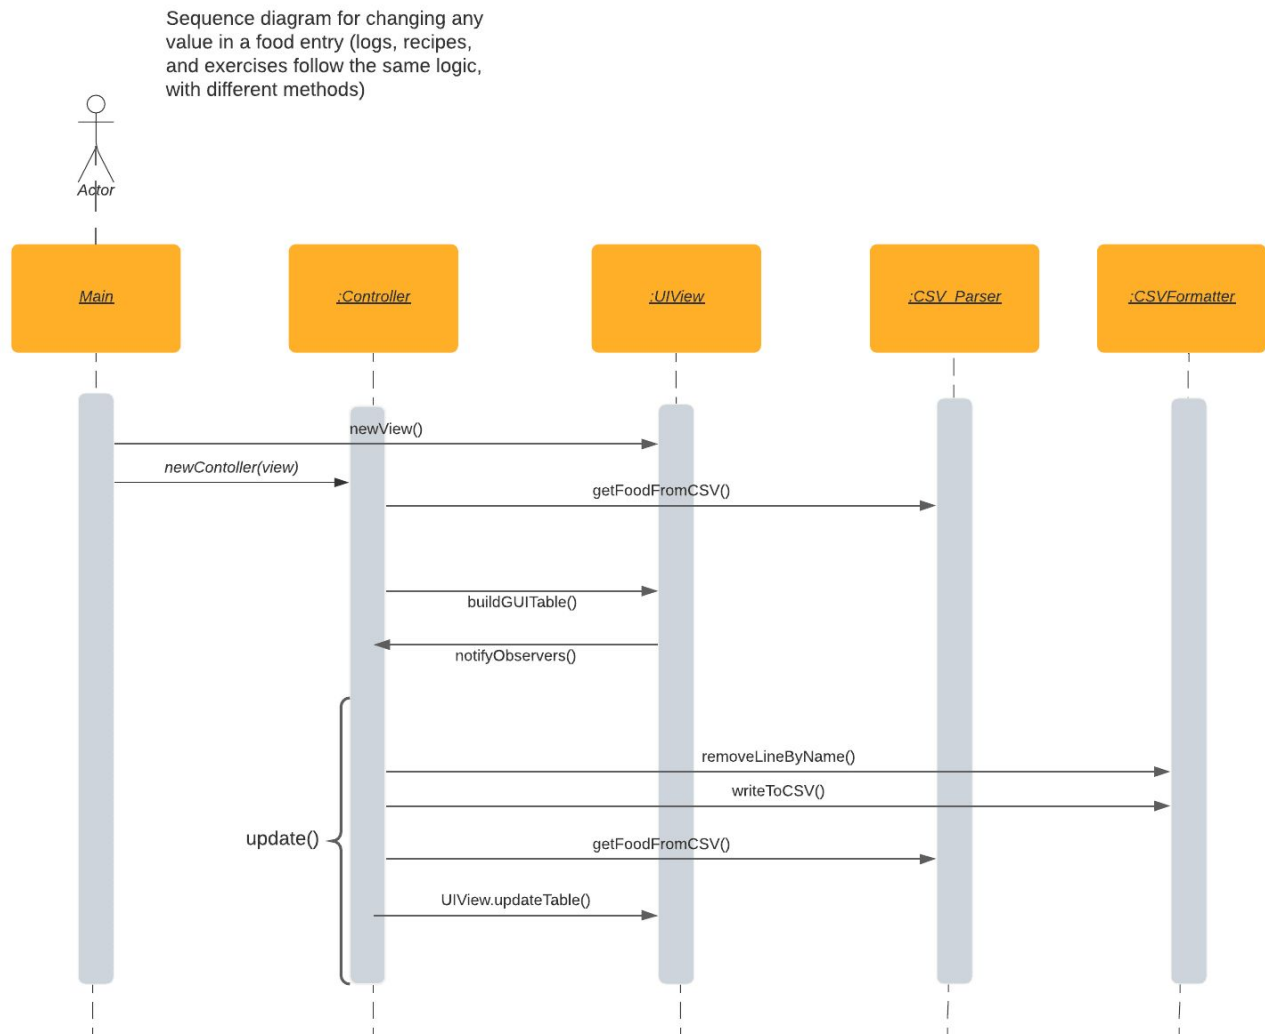 Sequence diagram for changing any
value in a food entry (logs, recipes,
and exercises follow the same logic,
with different methods)
Actor
Main
:Controller
:UIView
:CSV_Parser
:CSVFormatter
newView()
newContoller(view)
getFoodFromCSV()
buildGUITable()
notifyObservers()
removeLineByName()
writeToCSV()
update()
getFoodFromCSV()
UIView.updateTable()